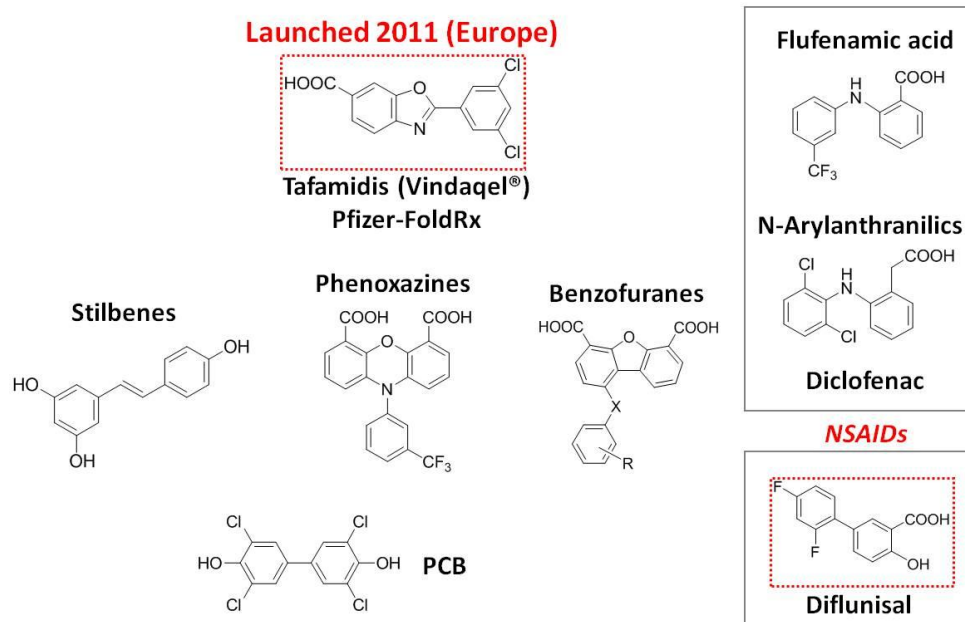 Launched 2011 (Europe)
HOOC
O
N
Cl
Cl
Tafamidis (Vindaqel®)
Pfizer-FoldRx
Flufenamic acid
H
N
COOH
CF3
N-Arylanthranilics
Cl
H
N
COOH
Cl
Diclofenac
Stilbenes
OH
HO
OH
Phenoxazines
COOH COOH
O
N
CF3
Benzofuranes
HOOC COOH
O
X
R
NSAIDs
F
F
COOH
OH
Difunisal
Cl Cl
HO OH
Cl Cl
PCB